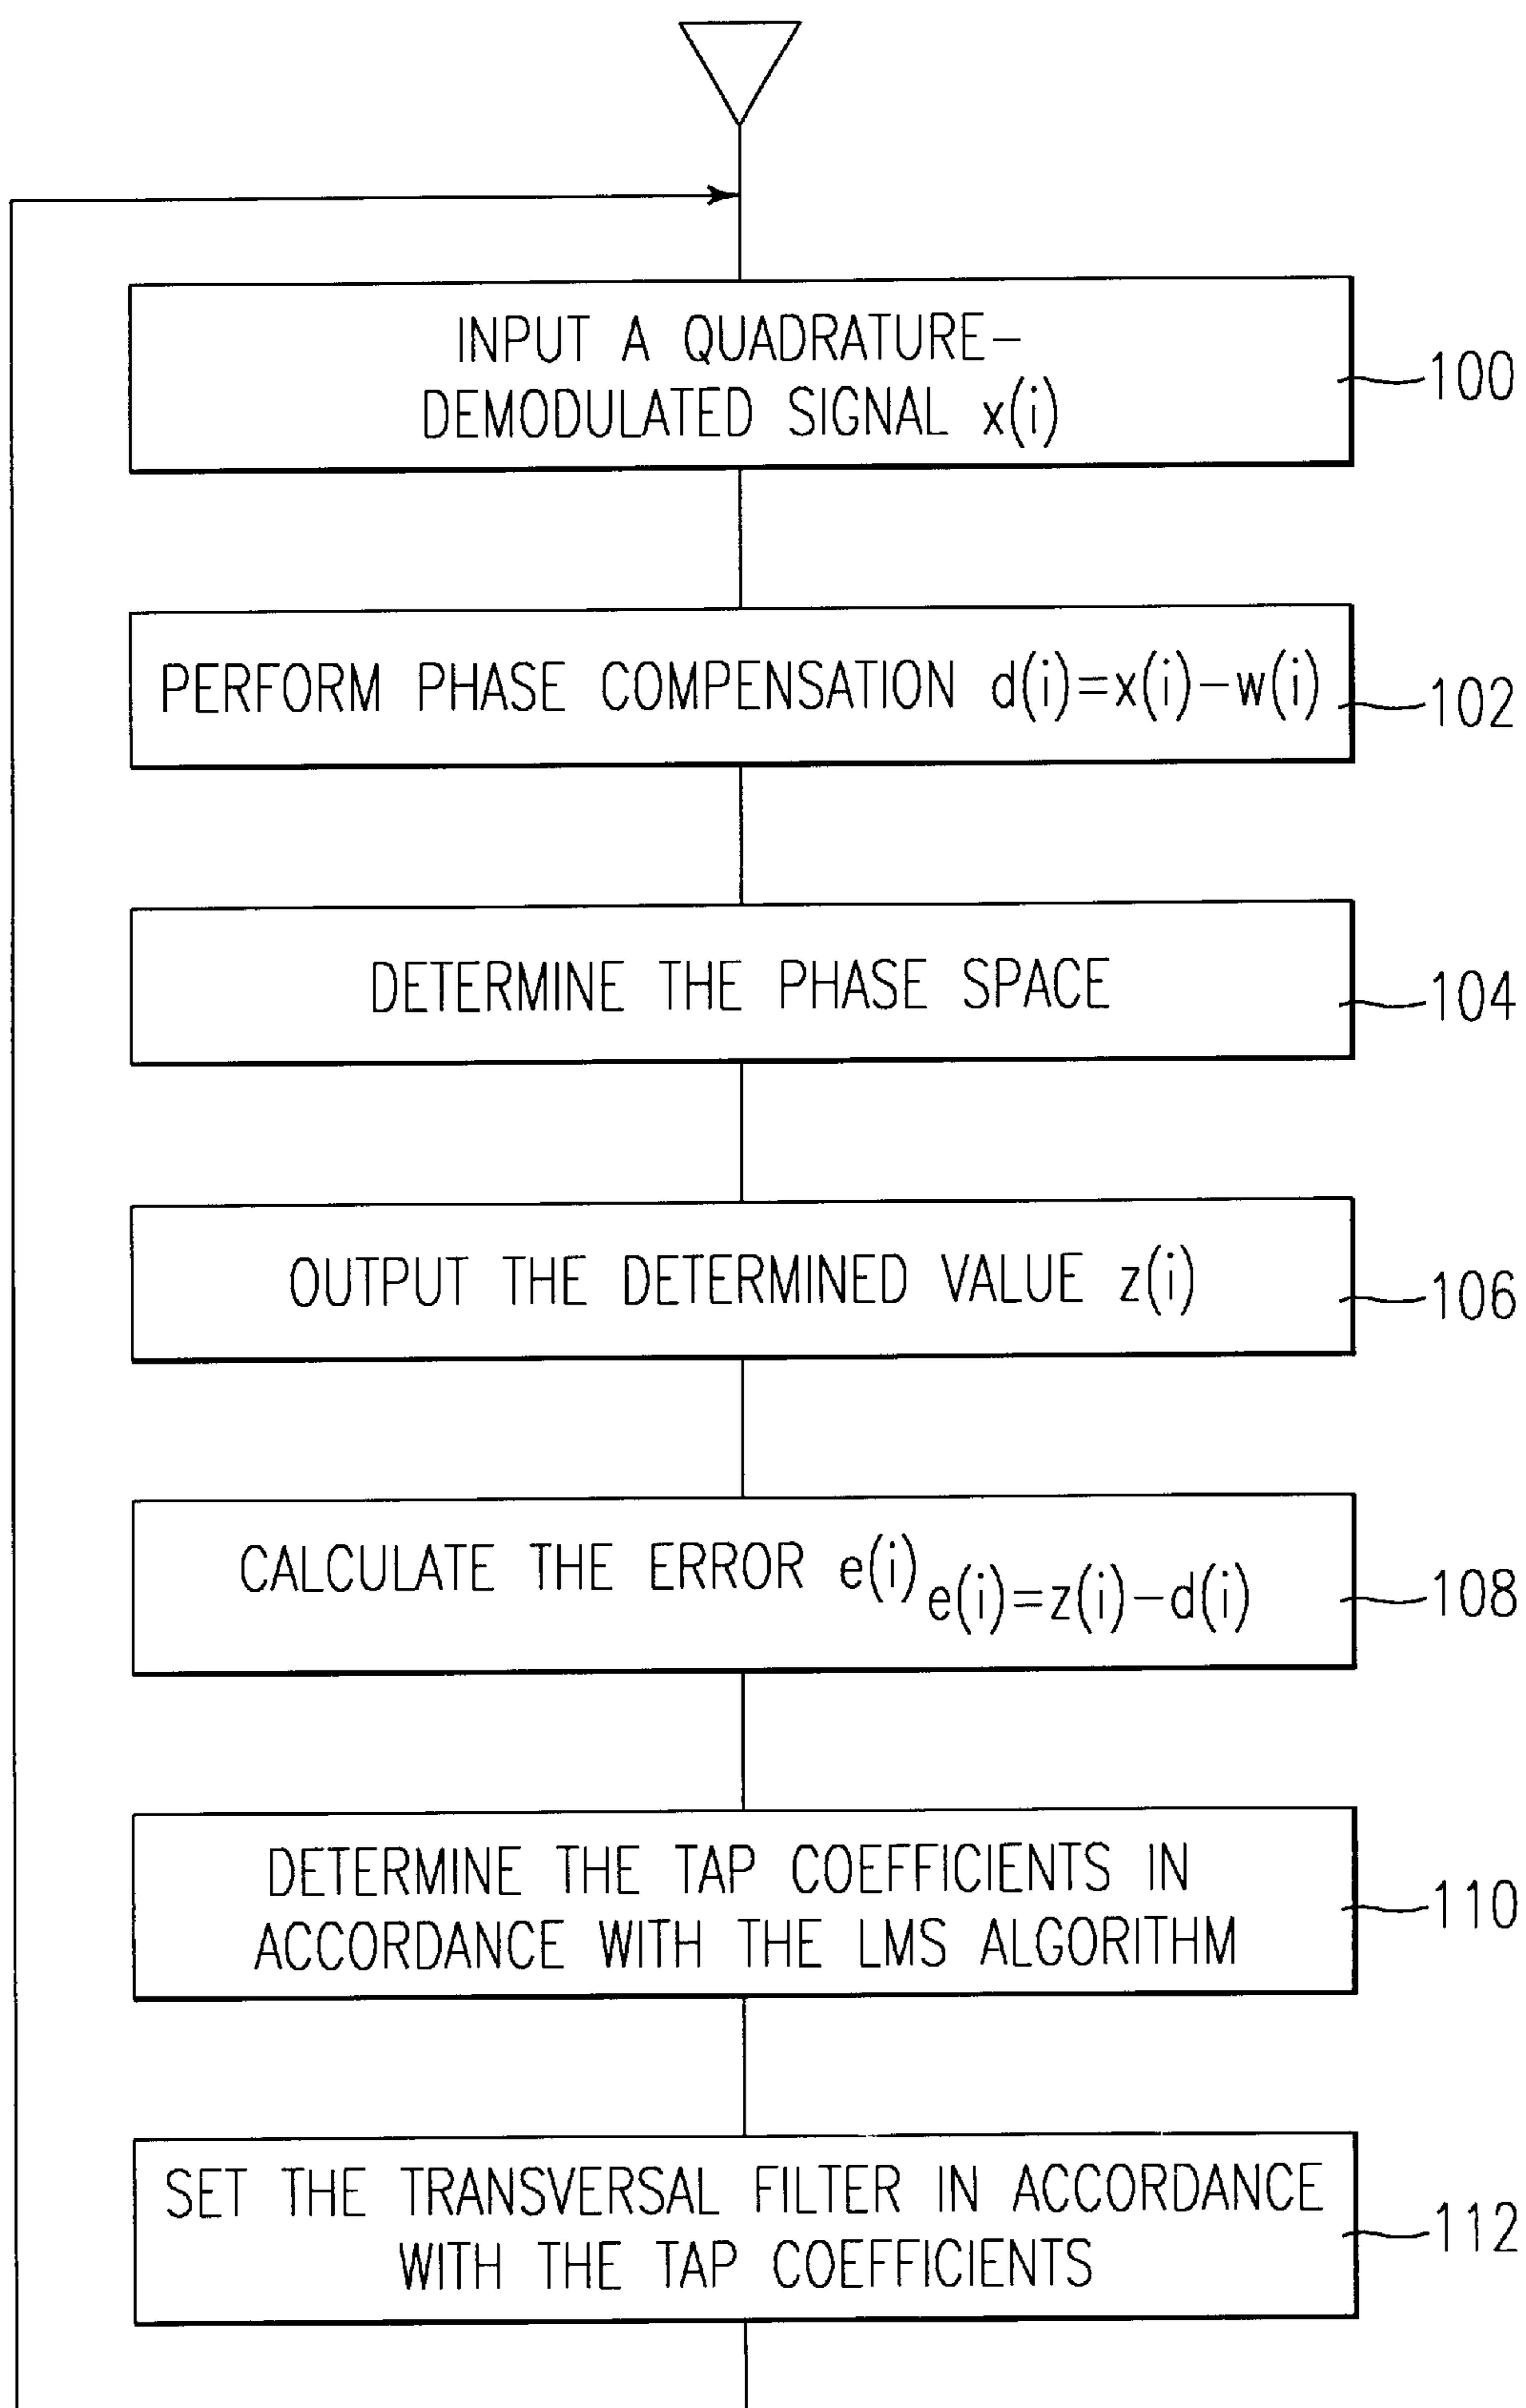 INPUT A QUADRATURE-
DEMODULATED SIGNAL x(i)
100
PERFORM PHASE COMPENSATION d(i)=x(i)-w(i)
102
DETERMINE THE PHASE SPACE
104
OUTPUT THE DETERMINED VALUE z(i)
106
CALCULATE THE ERROR e(i) e(i)=z(i)-d(i)
108
DETERMINE THE TAP COEFFICIENTS IN
ACCORDANCE WITH THE LMS ALGORITHM
110
SET THE TRANSVERSAL FILTER IN ACCORDANCE
WITH THE TAP COEFFICIENTS
112